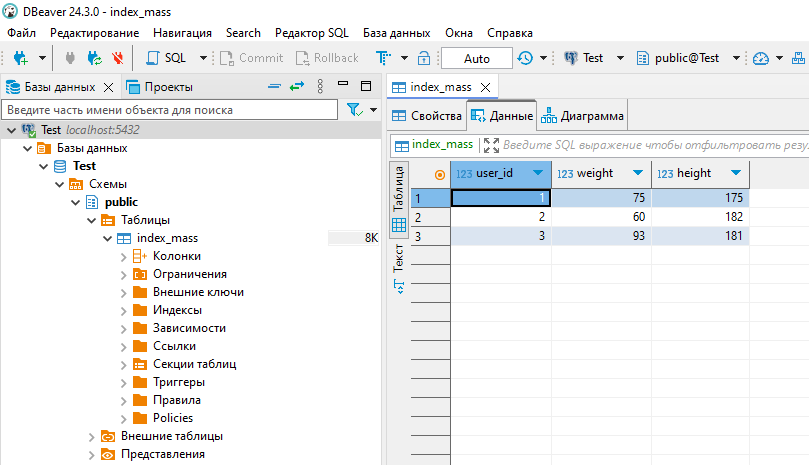 DBeaver 24.3.0 - index_mass
Файл Редактирование Навигация Search Редактор SQL База данных Окна Справка
SQL Commit Rollback T Auto Test public@Test
Базы данных Проекты
Введите часть имени объекта для поиска
Test localhost:5432
Базы данных
Test
Схемы
public
Таблицы
index_mass 8K
Колонки
Ограничения
Внешние ключи
Индексы
Зависимости
Ссылки
Секции таблиц
Триггеры
Правила
Policies
Внешние таблицы
Представления
index_mass
Свойства Данные Диаграмма
index_mass Введите SQL выражение чтобы отфильтровать резу
Таблица
Текст
123 user_id 123 weight 123 height
1 1 75 175
2 2 60 182
3 3 93 181